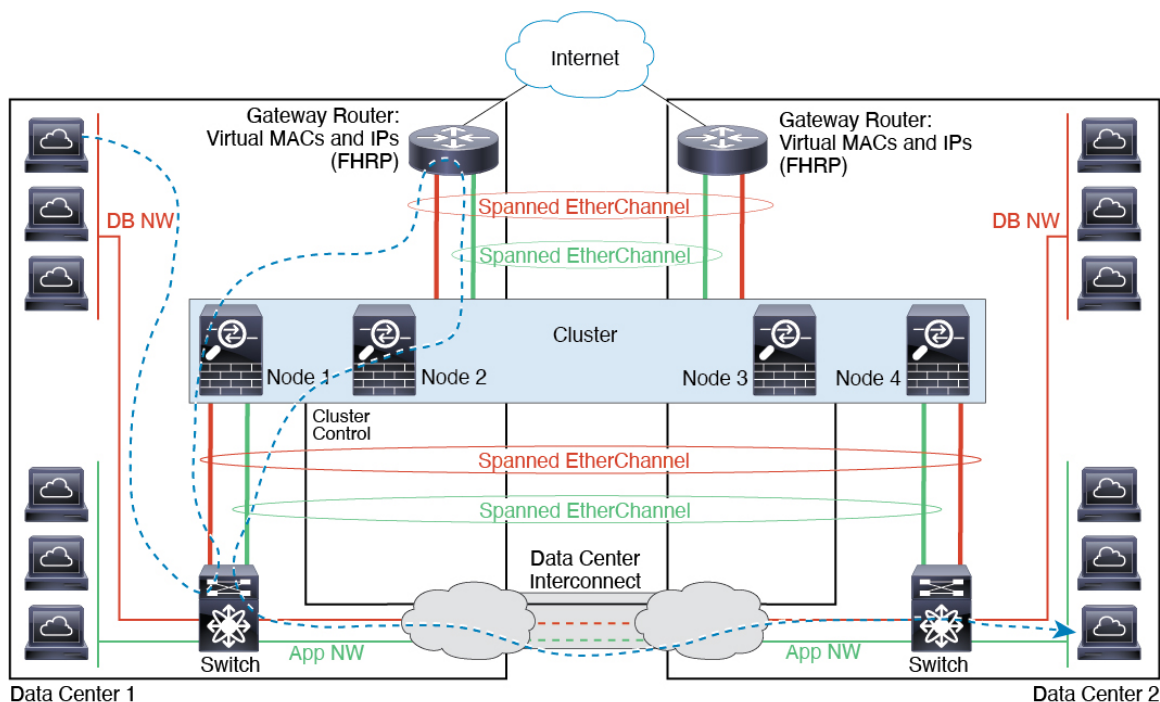 Internet
Gateway Router:
Virtual MACs and IPs
(FHRP)
Gateway Router:
Virtual MACs and IPs
(FHRP)
DB NW
Spanned EtherChannel
DB NW
Spanned EtherChannel
Cluster
Node 1
Node 2
Node 3
Node 4
Cluster
Control
Spanned EtherChannel
Spanned EtherChannel
Data Center
Interconnect
App NW
App NW
Switch
Switch
Data Center 1
Data Center 2